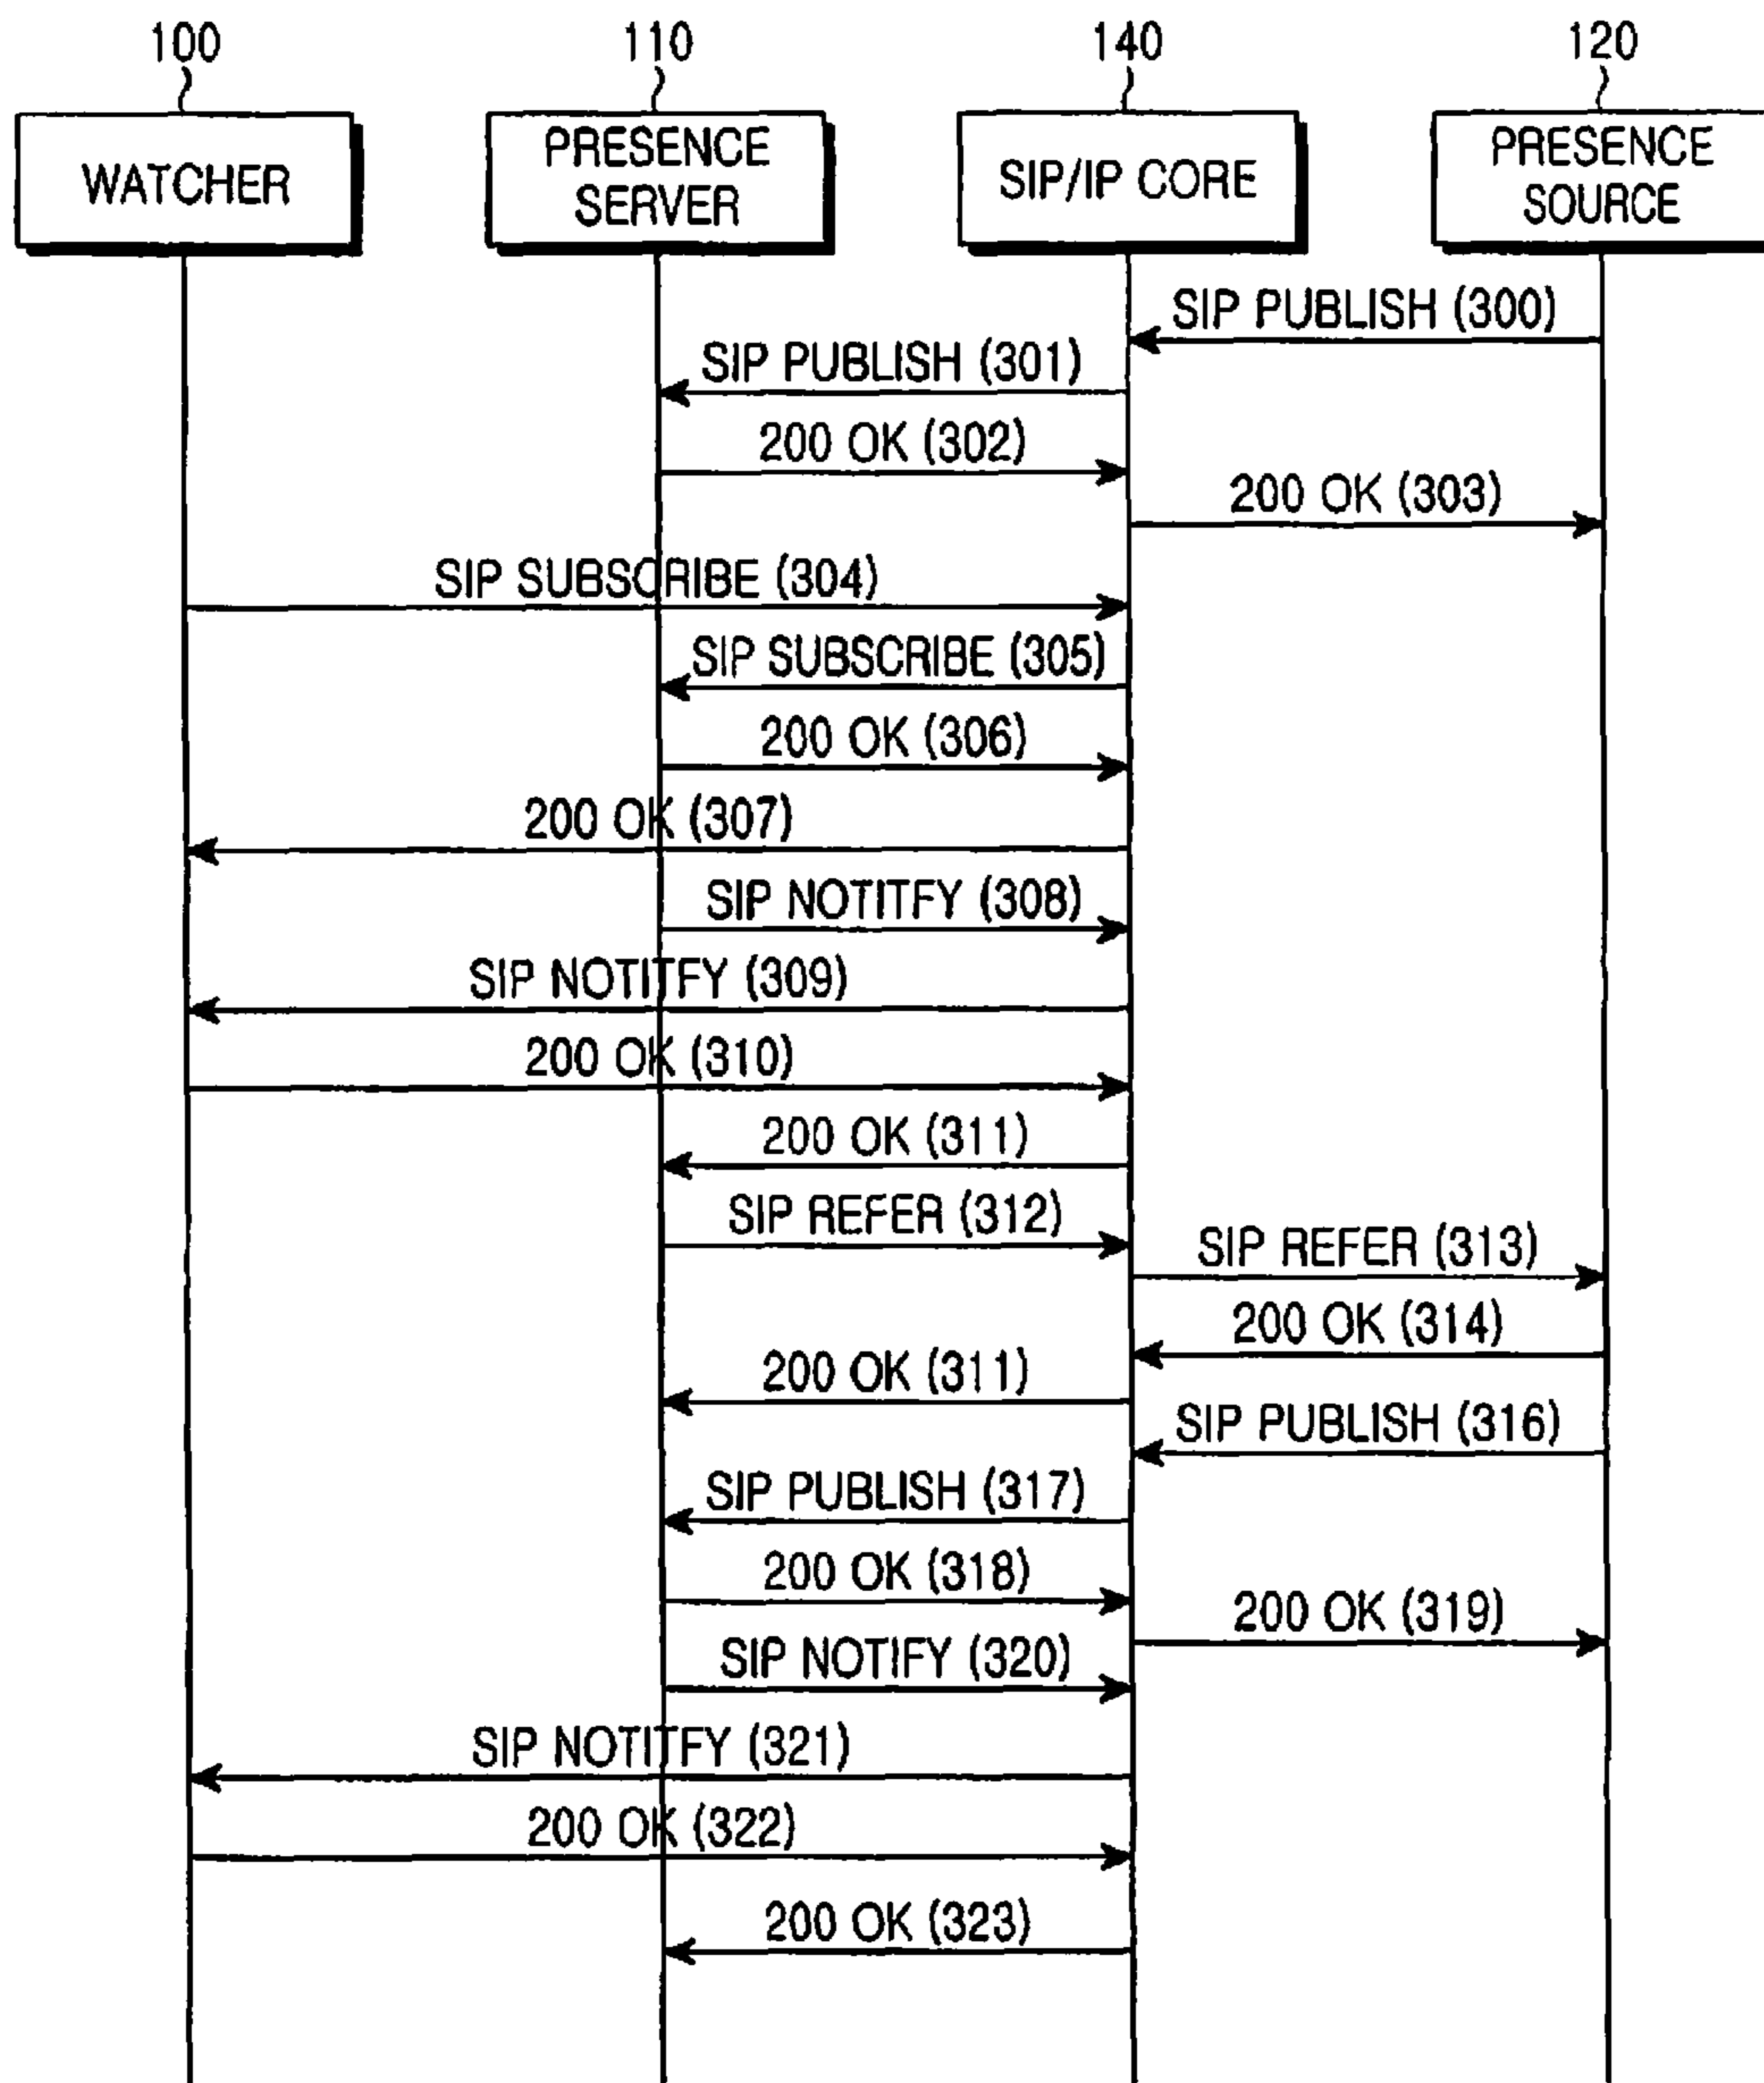 100
110
140
120
WATCHER
PRESENCE
SERVER
SIP/IP CORE
PRESENCE
SOURCE
SIP PUBLISH (300)
SIP PUBLISH (301)
200 OK (302)
200 OK (303)
SIP SUBSCRIBE (304)
SIP SUBSCRIBE (305)
200 OK (306)
200 OK (307)
SIP NOTITFY (308)
SIP NOTITFY (309)
200 OK (310)
200 OK (311)
SIP REFER (312)
SIP REFER (313)
200 OK (314)
200 OK (311)
SIP PUBLISH (316)
SIP PUBLISH (317)
200 OK (318)
200 OK (319)
SIP NOTIFY (320)
SIP NOTITFY (321)
200 OK (322)
200 OK (323)